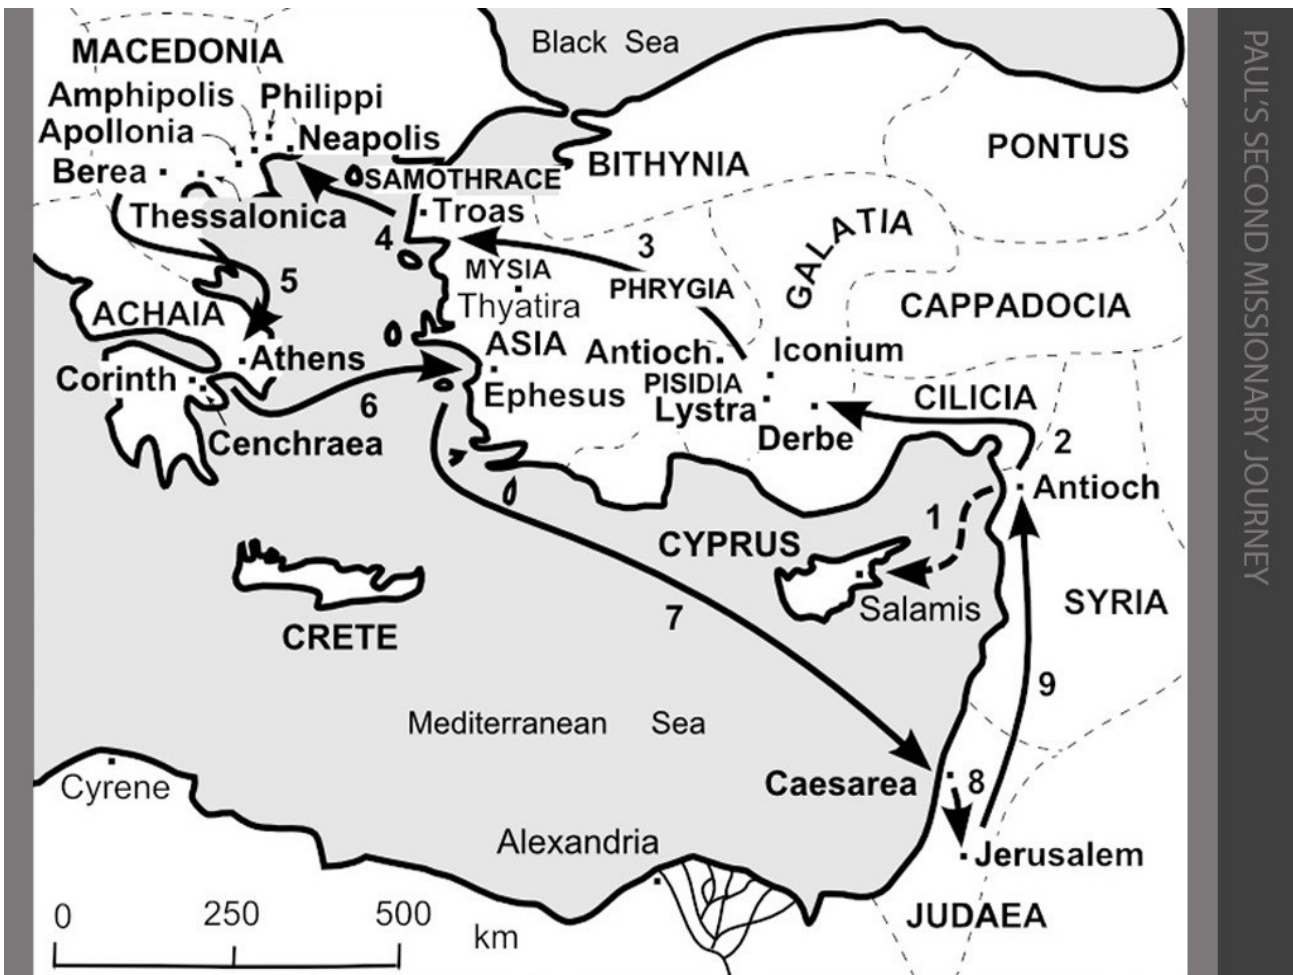 Black Sea
MACEDONIA
Amphipolis
Philippi
Apollonia
Neapolis
Berea
BITHYNIA
PONTUS
SAMOTHRACE
Thessalonica
Troas
4
3
GALATIA
MYSIA
5
PHRYGIA
Thyatira
CAPPADOCIA
ACHAIA
ASIA
Antioch
Iconium
Athens
Corinth
PISIDIA
6
Ephesus
Lystra
CILICIA
Cenchraea
Derbe
2
Antioch
1
CYPRUS
SYRIA
Salamis
CRETE
7
9
Mediterranean Sea
Cyrene
Caesarea
8
Alexandria
Jerusalem
JUDAEA
0 250 500
km
PAUL'S SECOND MISSIONARY JOURNEY